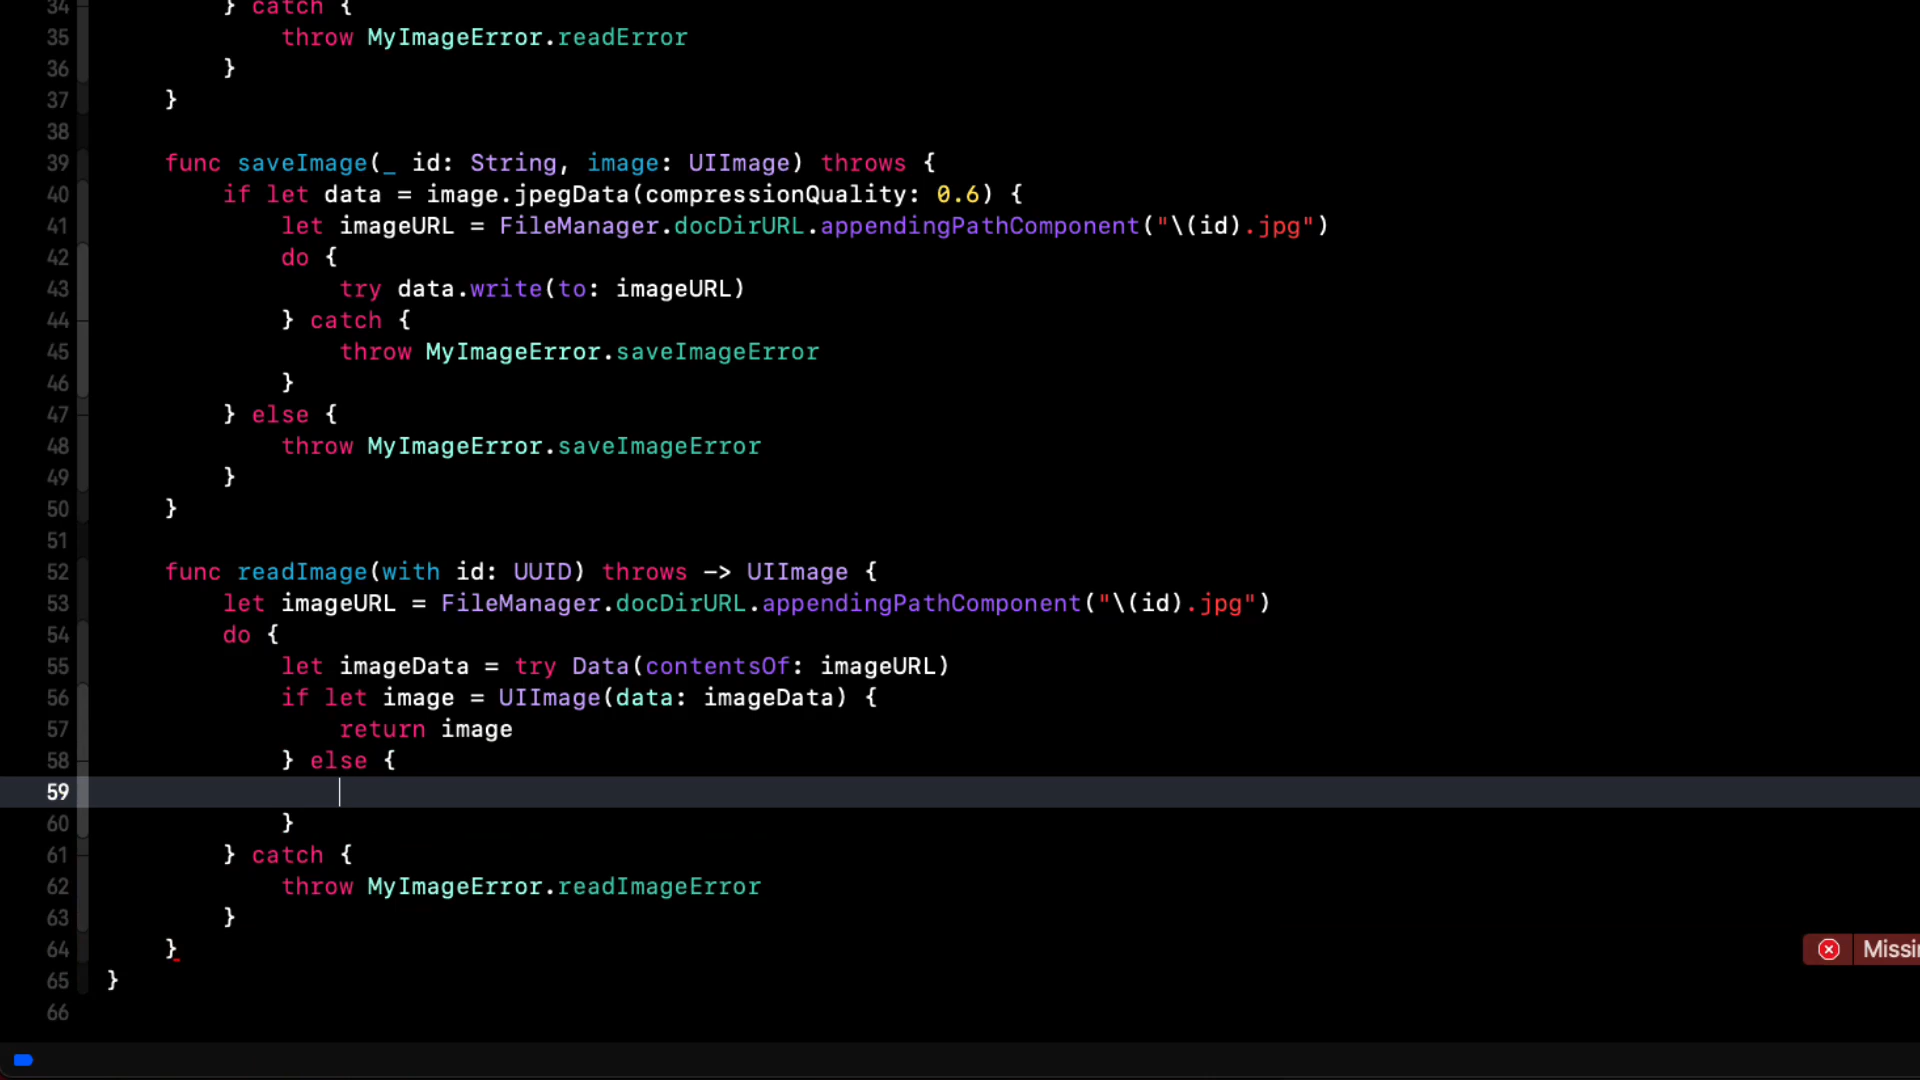 34 } catch {
35 throw MyImageError.readError
36 }
37 }
38
39 func saveImage(_ id: String, image: UIImage) throws {
40 if let data = image.jpegData(compressionQuality: 0.6) {
41 let imageURL = FileManager.docDirURL.appendingPathComponent("\(id).jpg")
42 do {
43 try data.write(to: imageURL)
44 } catch {
45 throw MyImageError.saveImageError
46 }
47 } else {
48 throw MyImageError.saveImageError
49 }
50 }
51
52 func readImage(with id: UUID) throws -> UIImage {
53 let imageURL = FileManager.docDirURL.appendingPathComponent("\(id).jpg")
54 do {
55 let imageData = try Data(contentsOf: imageURL)
56 if let image = UIImage(data: imageData) {
57 return image
58 } else {
59
60 }
61 } catch {
62 throw MyImageError.readImageError
63 }
64 }
65 }
66